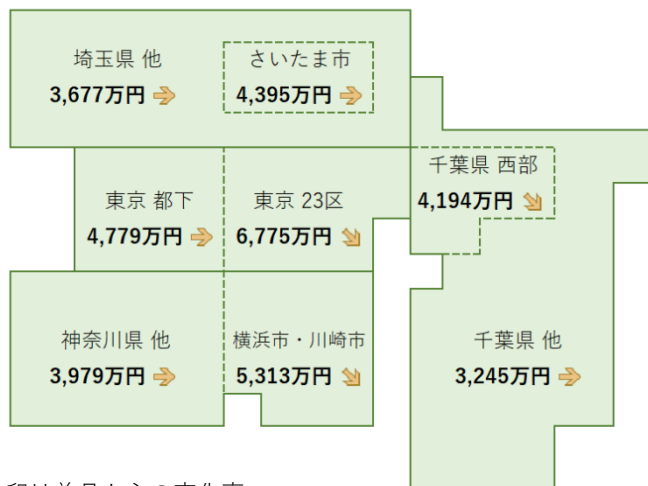 埼玉県 他
3,677万円
さいたま市
4,395万円
千葉県 西部
4,194万円
東京 都下
4,779万円
東京 23区
6,775万円
神奈川県 他
3,979万円
横浜市・川崎市
5,313万円
千葉県 他
3,245万円